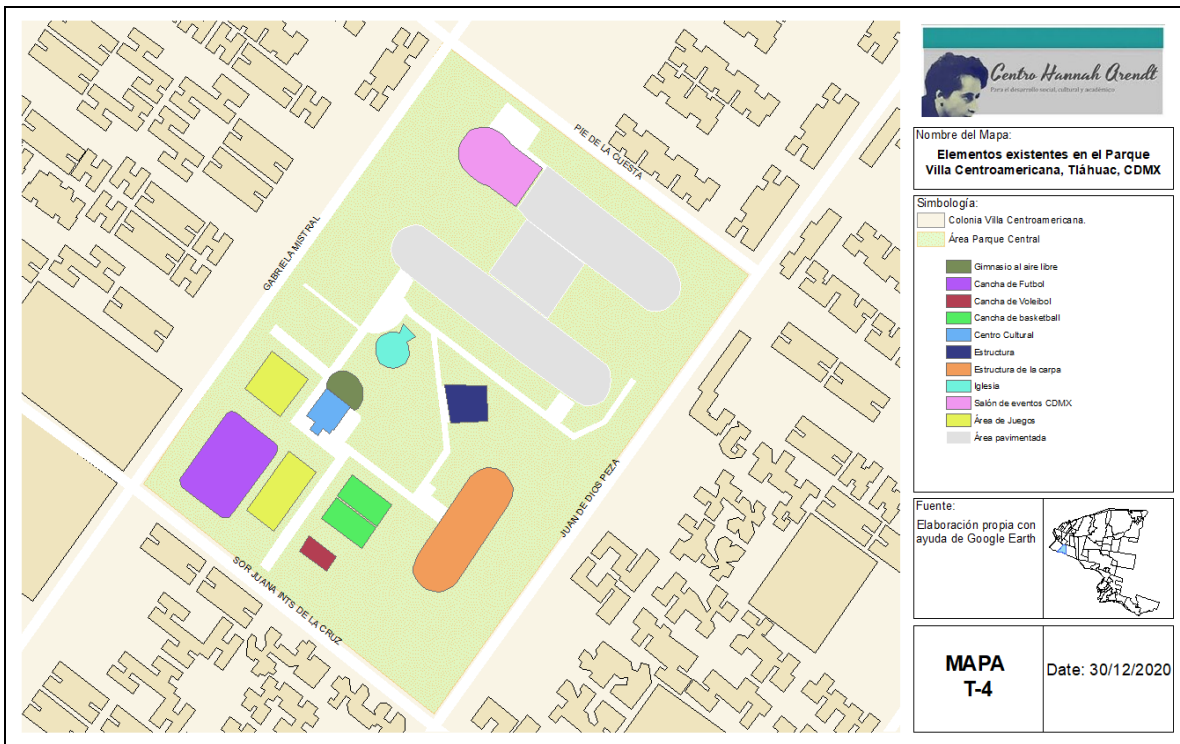 PIE DE LA CUESTA
GABRIELA MISTRAL
JUAN DE DIOS PEZA
SOR JUANA INTS DE LA CRUZ
Centro Hannah Arendt
Para el desarrollo social, cultural y académico
Nombre del Mapa:
Elementos existentes en el Parque
Villa Centroamericana, Tláhuac, CDMX
Simbología:
Colonia Villa Centroamericana.
Área Parque Central
Gimnasio al aire libre
Cancha de Futbol
Cancha de Voleibol
Cancha de basketball
Centro Cultural
Estructura
Estructura de la carpa
Iglesia
Salón de eventos CDMX
Área de Juegos
Área pavimentada
Fuente:
Elaboración propia con
ayuda de Google Earth
MAPA
T-4
Date: 30/12/2020